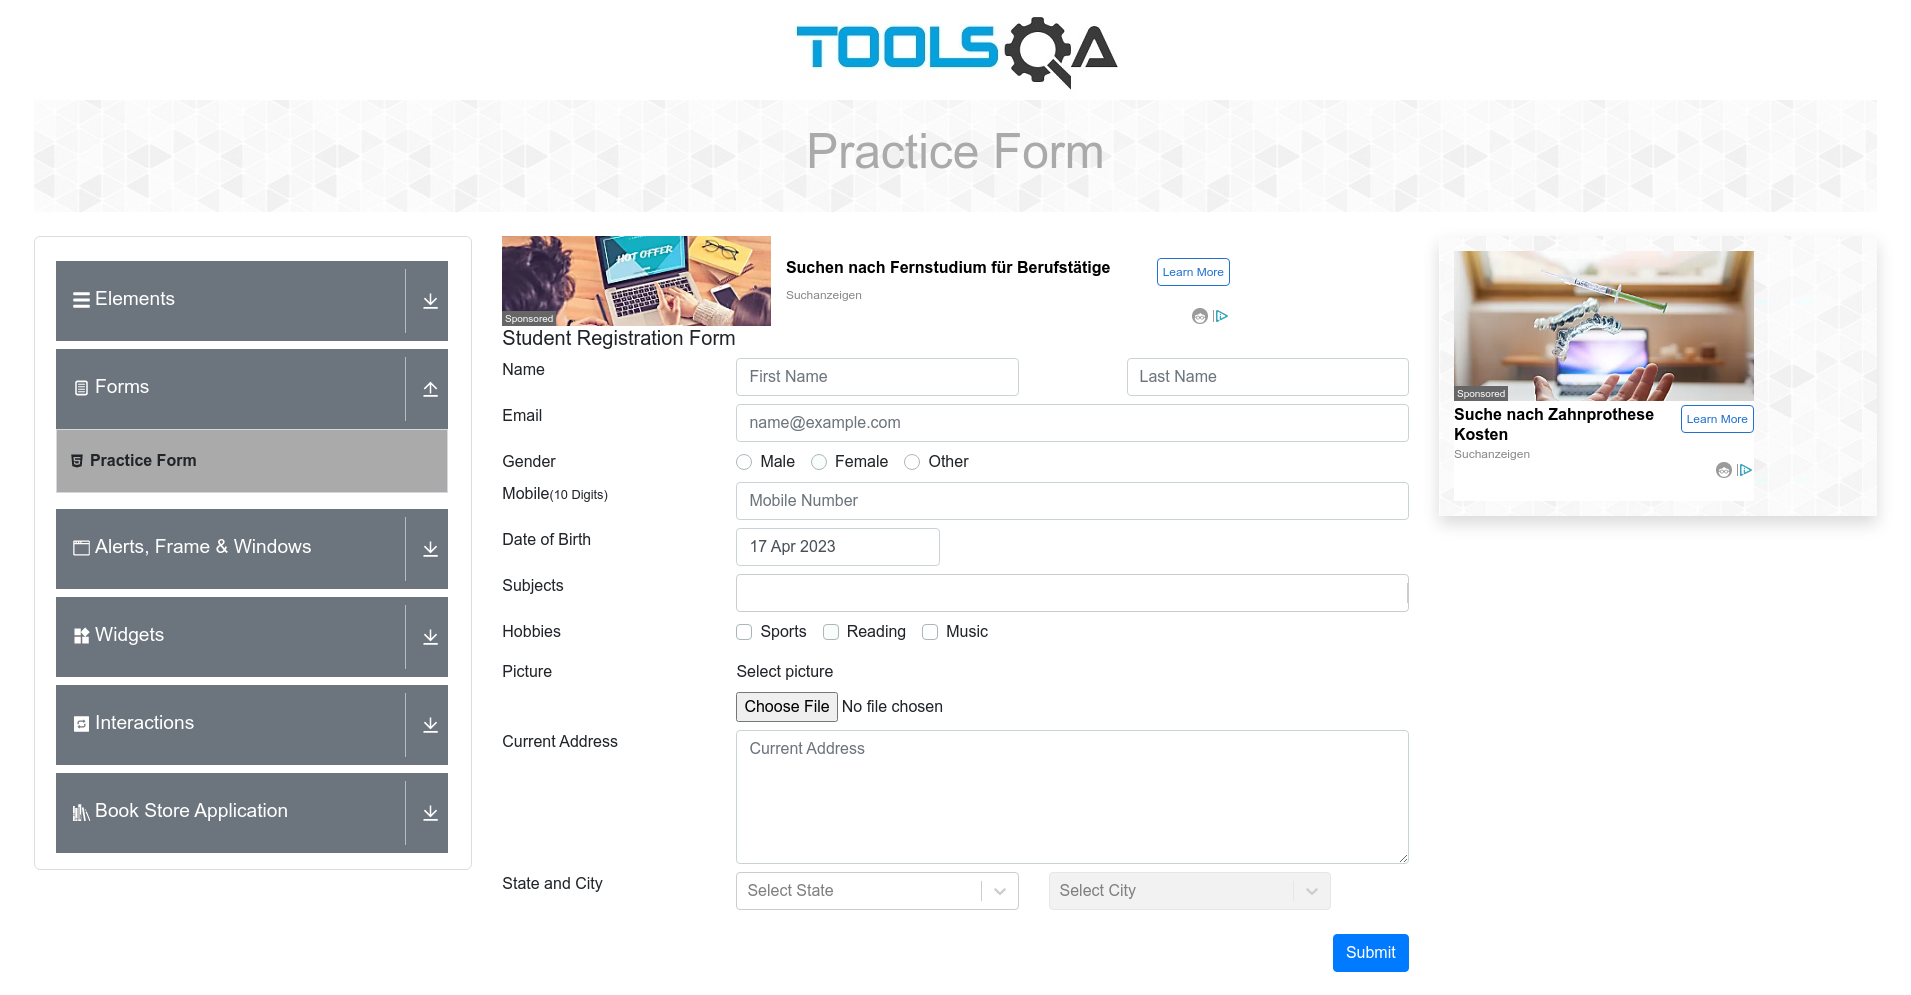 TOOLSQA
Practice Form
Elements
Forms
Practice Form
Alerts, Frame & Windows
Widgets
Interactions
Book Store Application
HOT OFFER
Sponsored
Suchen nach Fernstudium für Berufstätige
Suchanzeigen
Learn More
Student Registration Form
Name
First Name
Last Name
Email
name@example.com
Gender
Male Female Other
Mobile(10 Digits)
Mobile Number
Date of Birth
17 Apr 2023
Subjects
Hobbies
Sports Reading Music
Picture
Select picture
Choose File No file chosen
Current Address
Current Address
State and City
Select State
Select City
Submit
Sponsored
Suche nach Zahnprothese
Kosten
Learn More
Suchanzeigen